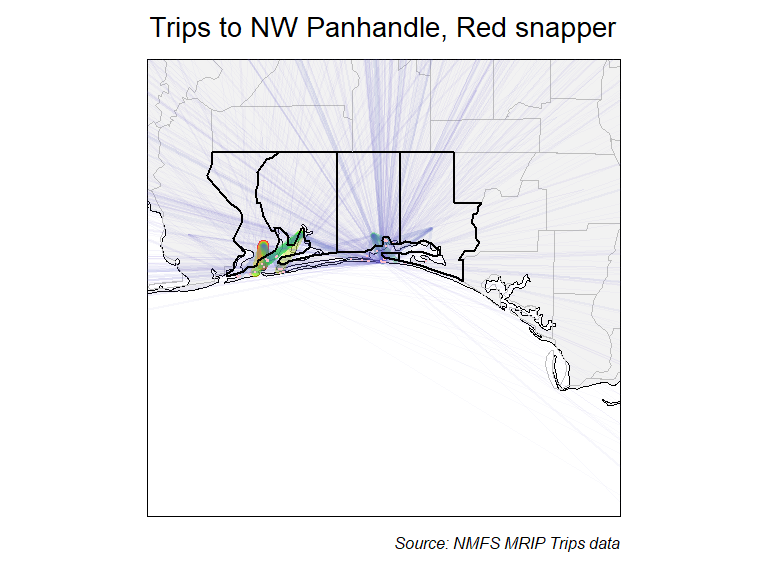 Trips to NW Panhandle, Red snapper
Source: NMFS MRIP Trips data